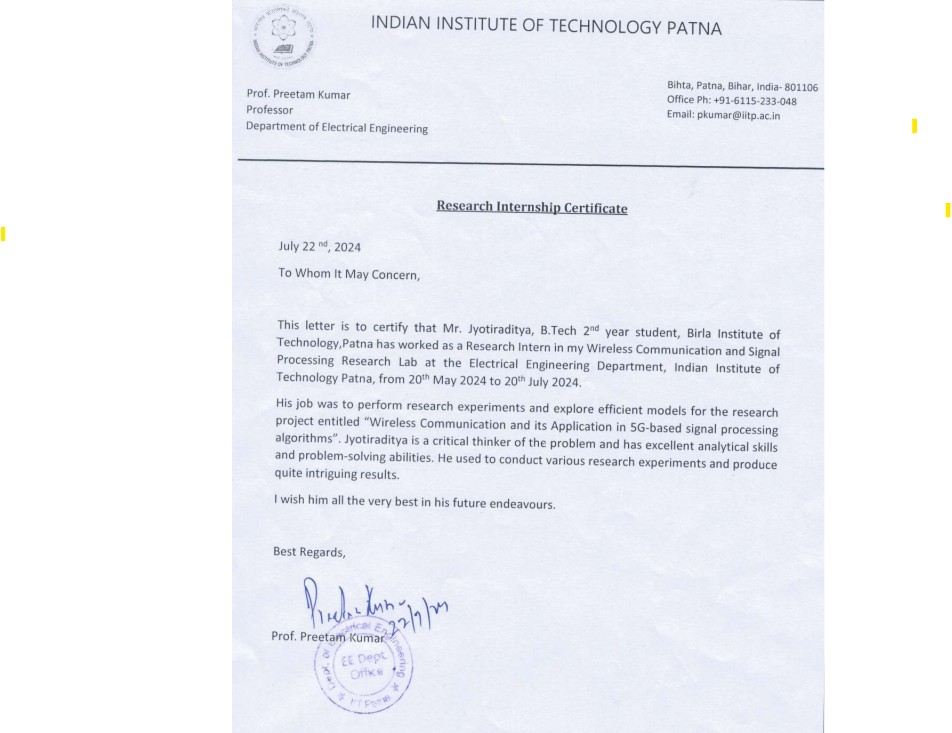 INDIAN INSTITUTE OF TECHNOLOGY PATNA
INDIAN INSTITUTE OF TECHNOLOGY PATNA
Prof. Preetam Kumar
Professor
Department of Electrical Engineering
Bihta, Patna, Bihar, India- 801106
Office Ph: +91-6115-233-048
Email: pkumar@iitp.ac.in
Research Internship Certificate
July 22 nd, 2024
To Whom It May Concern,
This letter is to certify that Mr. Jyotiraditya, B.Tech 2nd year student, Birla Institute of
Technology,Patna has worked as a Research Intern in my Wireless Communication and Signal
Processing Research Lab at the Electrical Engineering Department, Indian Institute of
Technology Patna, from 20th May 2024 to 20th July 2024.
His job was to perform research experiments and explore efficient models for the research
project entitled “Wireless Communication and its Application in 5G-based signal processing
algorithms”. Jyotiraditya is a critical thinker of the problem and has excellent analytical skills
and problem-solving abilities. He used to conduct various research experiments and produce
quite intriguing results.
I wish him all the very best in his future endeavours.
Best Regards,
Preetam Kumar
22/7/24
Prof. Preetam Kumar
Dept. of Electrical Engineering
EE Dept.
Office
IIT Patna